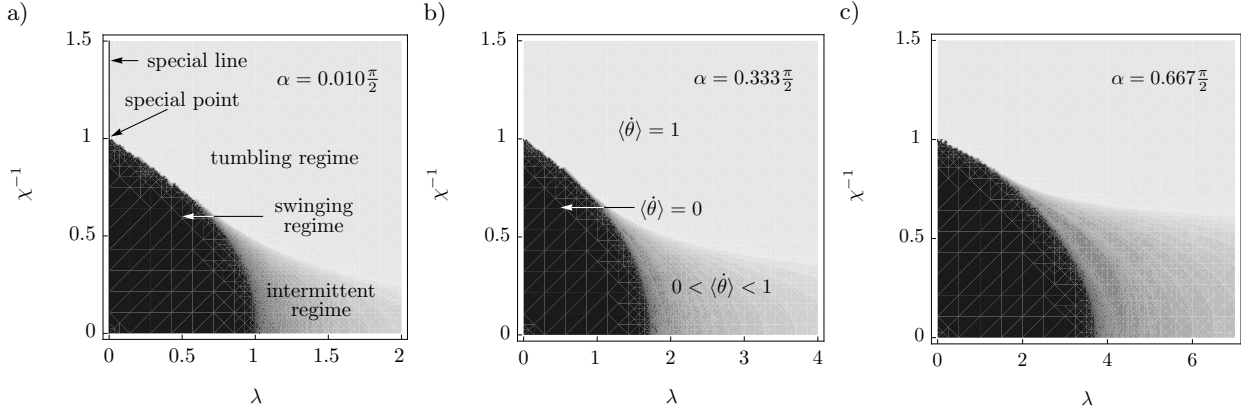 a)
1.5
1
0.5
0
χ⁻¹
special line
α = 0.010 π/2
special point
tumbling regime
swinging
regime
intermittent
regime
0
0.5
1
1.5
2
λ
b)
1.5
1
0.5
0
χ⁻¹
α = 0.333 π/2
⟨θ̇⟩ = 1
⟨θ̇⟩ = 0
0 < ⟨θ̇⟩ < 1
0
1
2
3
4
λ
c)
1.5
1
0.5
0
χ⁻¹
α = 0.667 π/2
0
2
4
6
λ